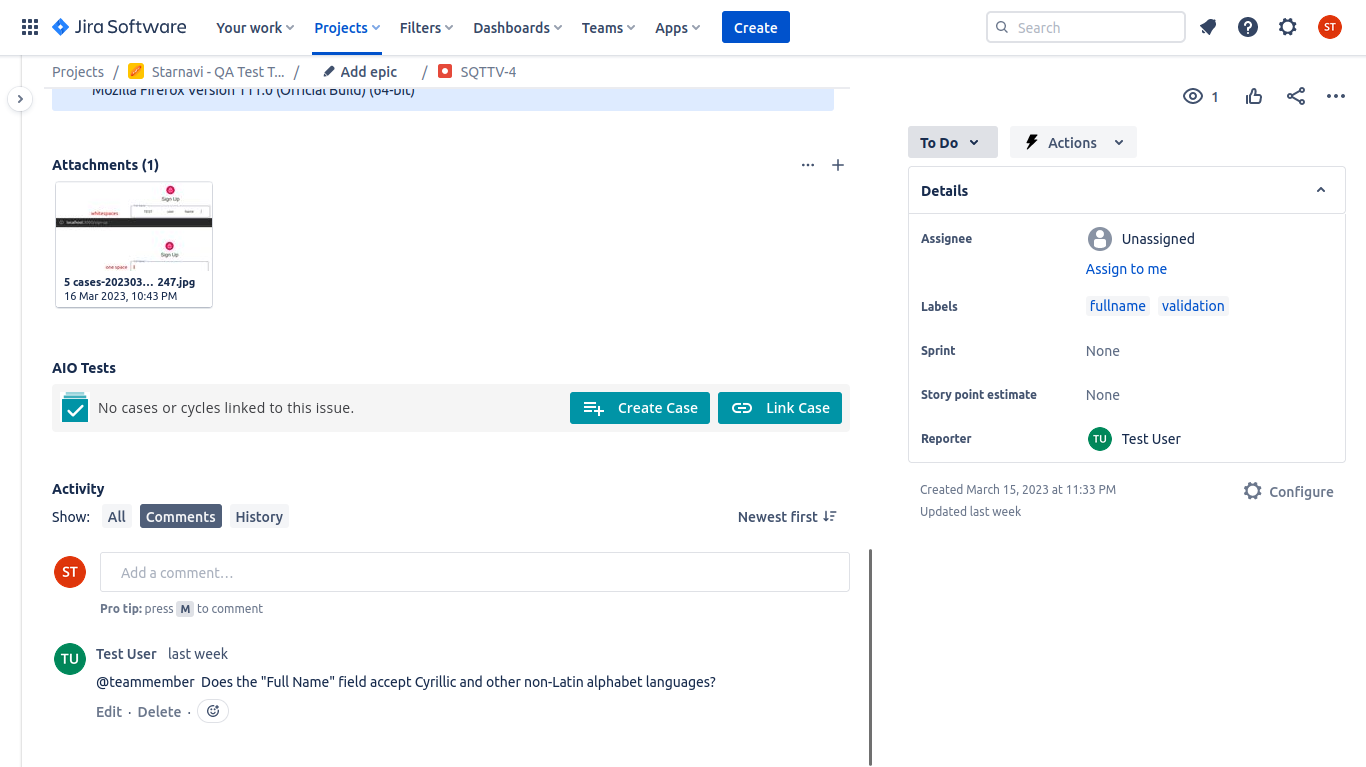 Jira Software Your work Projects Filters Dashboards Teams Apps Create Search ST
Projects / Starnavi - QA Test T... / Add epic / SQTTV-4
Mozilla Firefox Version 111.0 (Official Build) (64-bit)
1
To Do Actions
Attachments (1)
Sign Up
whitespaces
Sign Up
one space
5 cases-202303... 247.jpg
16 Mar 2023, 10:43 PM
AIO Tests
No cases or cycles linked to this issue. Create Case Link Case
Activity
Show: All Comments History Newest first
ST Add a comment…
Pro tip: press M to comment
TU Test User last week
@teammember Does the "Full Name" field accept Cyrillic and other non-Latin alphabet languages?
Edit · Delete ·
Details
Assignee Unassigned
Assign to me
Labels fullname validation
Sprint None
Story point estimate None
Reporter TU Test User
Created March 15, 2023 at 11:33 PM Configure
Updated last week